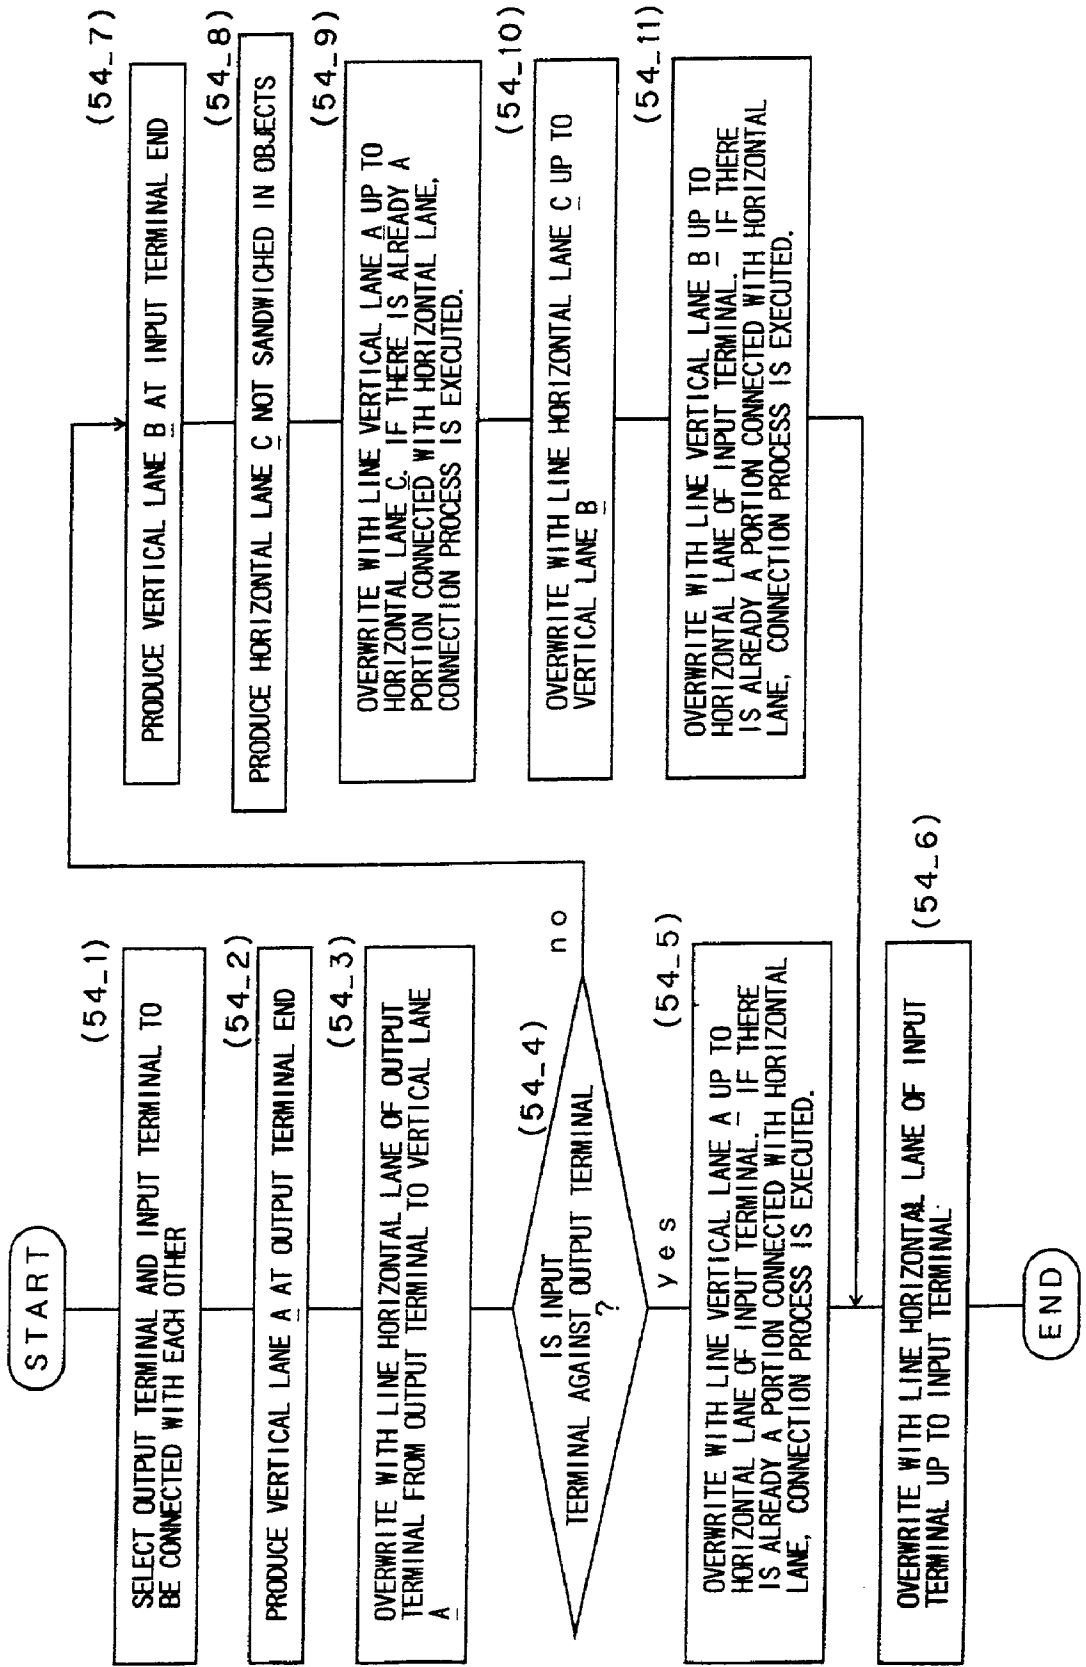 START
(54_1)
SELECT OUTPUT TERMINAL AND INPUT TERMINAL TO
BE CONNECTED WITH EACH OTHER
(54_2)
PRODUCE VERTICAL LANE A AT OUTPUT TERMINAL END
(54_3)
OVERWRITE WITH LINE HORIZONTAL LANE OF OUTPUT
TERMINAL FROM OUTPUT TERMINAL TO VERTICAL LANE
A
(54_4)
IS INPUT
TERMINAL AGAINST OUTPUT TERMINAL
?
no
yes
(54_5)
OVERWRITE WITH LINE VERTICAL LANE A UP TO
HORIZONTAL LANE OF INPUT TERMINAL. IF THERE
IS ALREADY A PORTION CONNECTED WITH HORIZONTAL
LANE, CONNECTION PROCESS IS EXECUTED.
(54_6)
OVERWRITE WITH LINE HORIZONTAL LANE OF INPUT
TERMINAL UP TO INPUT TERMINAL
END
(54_7)
PRODUCE VERTICAL LANE B AT INPUT TERMINAL END
(54_8)
PRODUCE HORIZONTAL LANE C NOT SANDWICHED IN OBJECTS
(54_9)
OVERWRITE WITH LINE VERTICAL LANE A UP TO
HORIZONTAL LANE C. IF THERE IS ALREADY A
PORTION CONNECTED WITH HORIZONTAL LANE,
CONNECTION PROCESS IS EXECUTED.
(54_10)
OVERWRITE WITH LINE HORIZONTAL LANE C UP TO
VERTICAL LANE B
(54_11)
OVERWRITE WITH LINE VERTICAL LANE B UP TO
HORIZONTAL LANE OF INPUT TERMINAL. IF THERE
IS ALREADY A PORTION CONNECTED WITH HORIZONTAL
LANE, CONNECTION PROCESS IS EXECUTED.